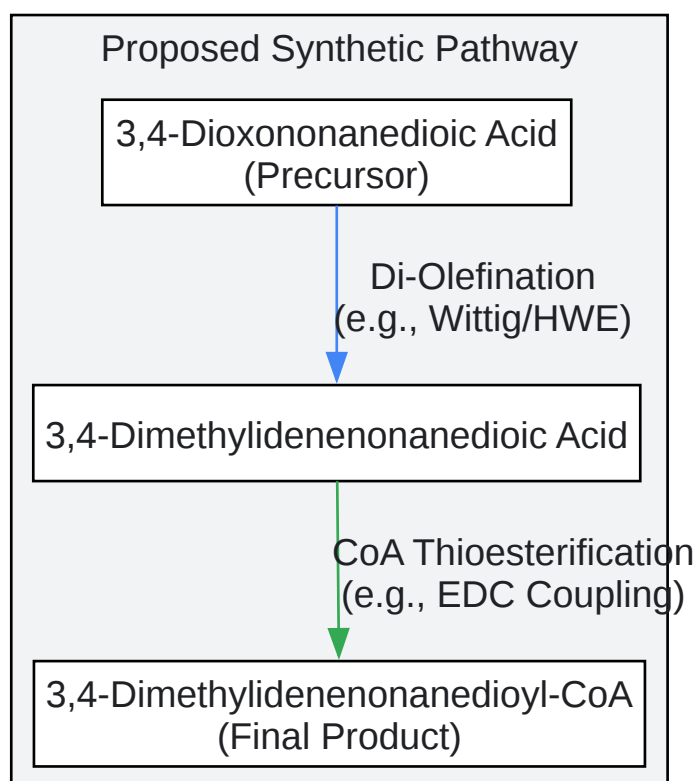 Proposed Synthetic Pathway
3,4-Dioxononanedioic Acid
(Precursor)
Di-Olefination
(e.g., Wittig/HWE)
3,4-Dimethylidenenonanedioic Acid
CoA Thioesterification
(e.g., EDC Coupling)
3,4-Dimethylidenenonanedioyl-CoA
(Final Product)